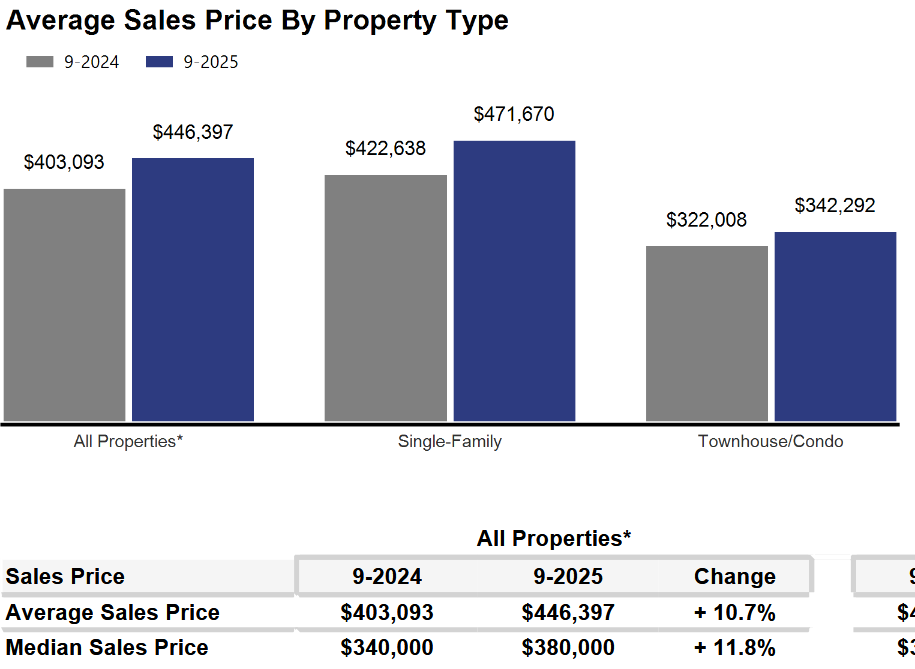 Average Sales Price By Property Type
9-2024 9-2025
$403,093 $446,397 $422,638 $471,670 $322,008 $342,292
All Properties* Single-Family Townhouse/Condo
All Properties*
Sales Price 9-2024 9-2025 Change
Average Sales Price $403,093 $446,397 + 10.7%
Median Sales Price $340,000 $380,000 + 11.8%